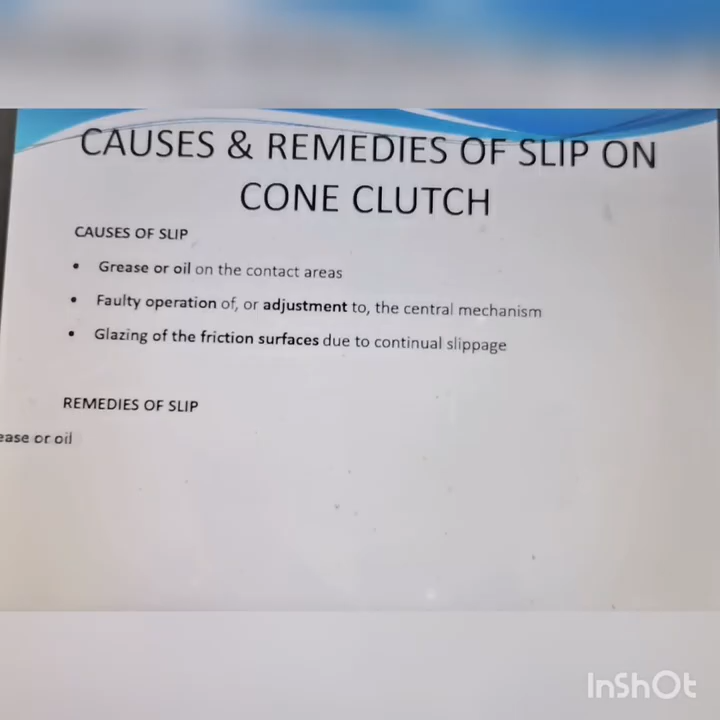 CAUSES & REMEDIES OF SLIP ON
CONE CLUTCH
CAUSES OF SLIP
• Grease or oil on the contact areas
• Faulty operation of, or adjustment to, the central mechanism
• Glazing of the friction surfaces due to continual slippage
REMEDIES OF SLIP
ease or oil
InShOt